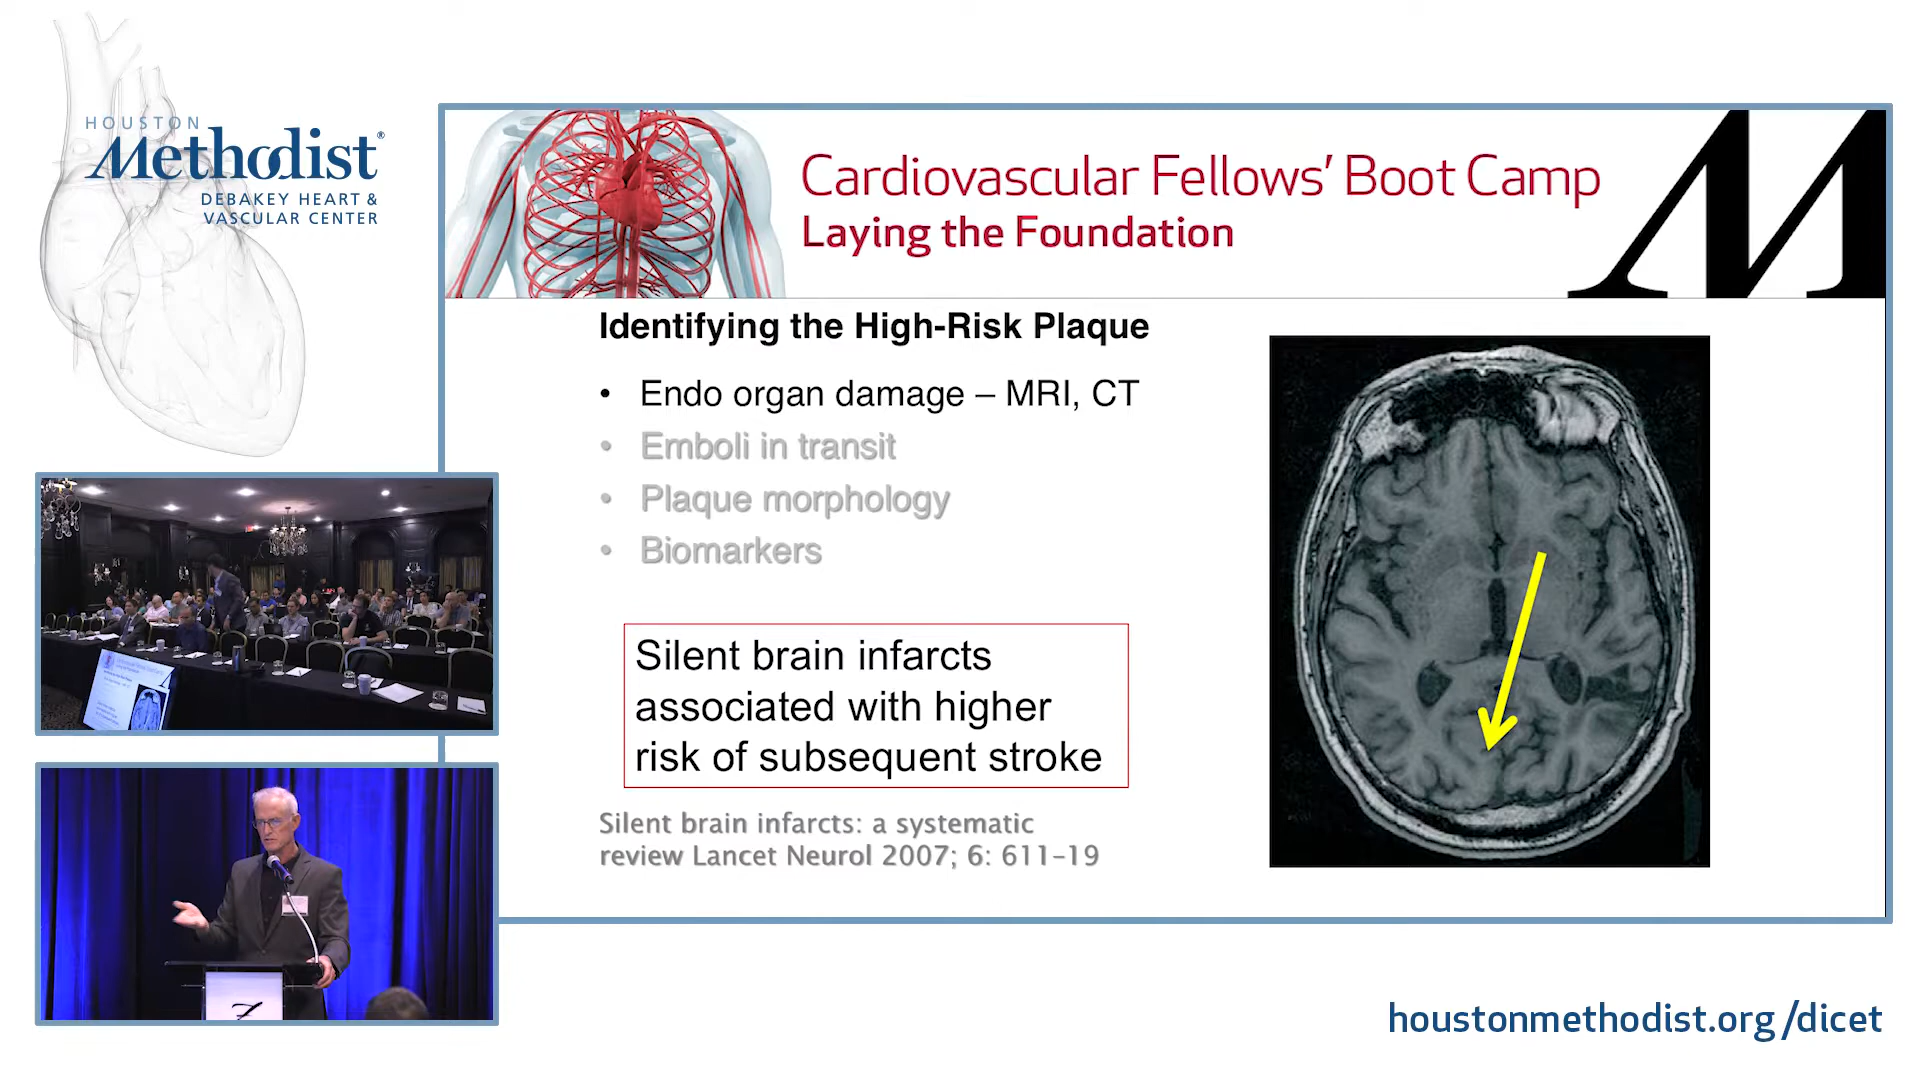 HOUSTON
Methodist®
DEBAKEY HEART &
VASCULAR CENTER
Cardiovascular Fellows' Boot Camp
Laying the Foundation
M
Identifying the High-Risk Plaque
• Endo organ damage – MRI, CT
• Emboli in transit
• Plaque morphology
• Biomarkers
Silent brain infarcts
associated with higher
risk of subsequent stroke
Silent brain infarcts: a systematic
review Lancet Neurol 2007; 6: 611-19
houstonmethodist.org/dicet